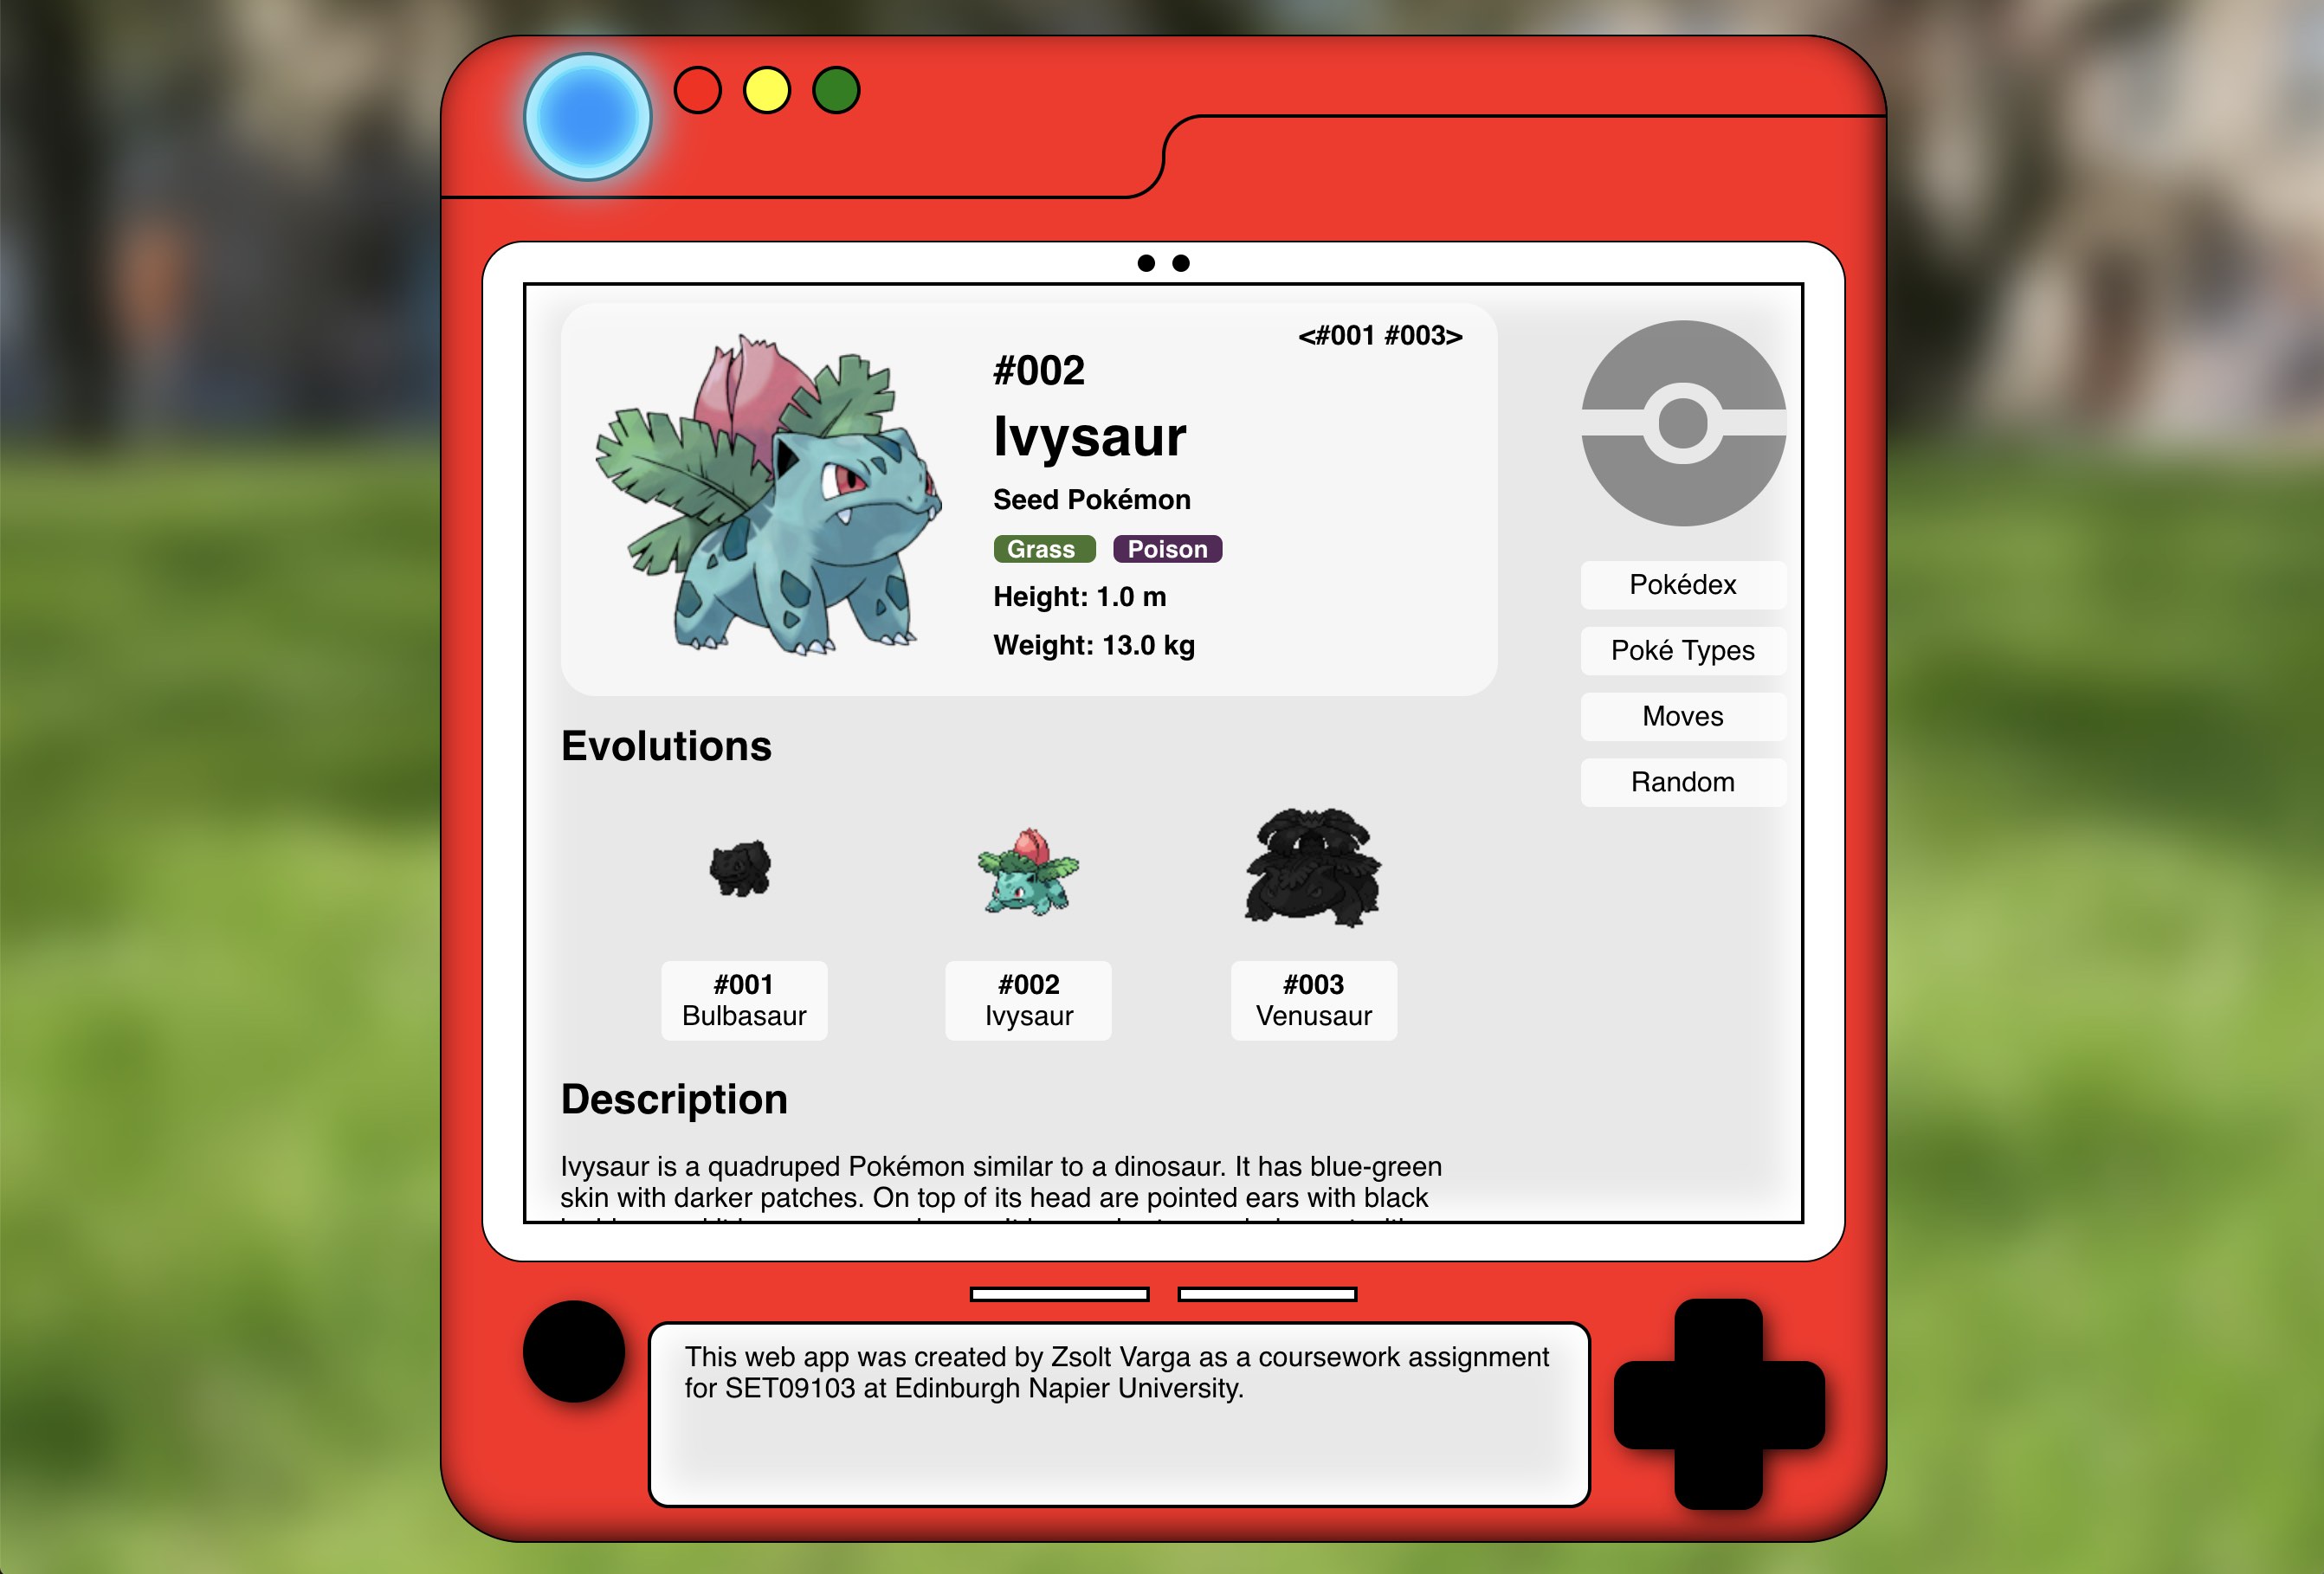 <#001 #003>
#002
Ivysaur
Seed Pokémon
Grass Poison
Height: 1.0 m
Weight: 13.0 kg
Pokédex
Poké Types
Moves
Random
Evolutions
#001
Bulbasaur
#002
Ivysaur
#003
Venusaur
Description
Ivysaur is a quadruped Pokémon similar to a dinosaur. It has blue-green
skin with darker patches. On top of its head are pointed ears with black
This web app was created by Zsolt Varga as a coursework assignment
for SET09103 at Edinburgh Napier University.